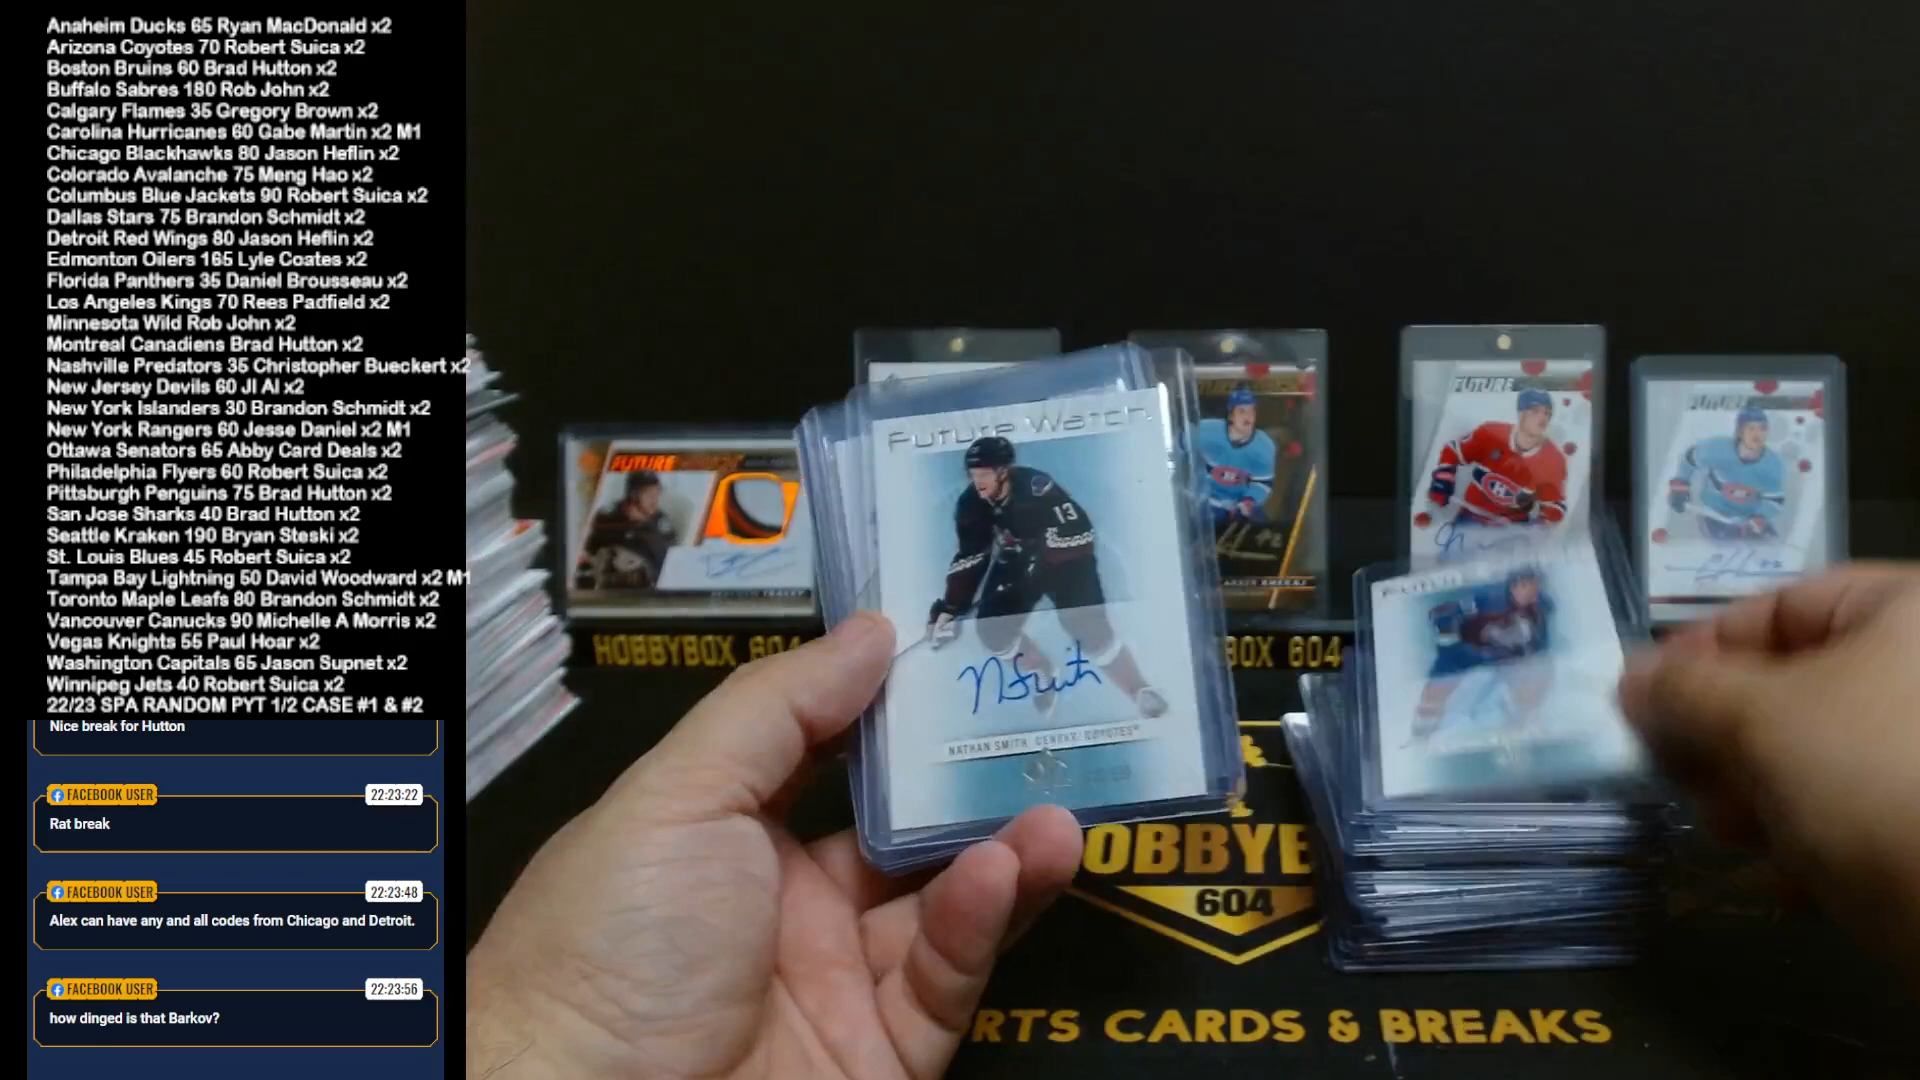 Anaheim Ducks 65 Ryan MacDonald x2
Arizona Coyotes 70 Robert Suica x2
Boston Bruins 60 Brad Hutton x2
Buffalo Sabres 180 Rob John x2
Calgary Flames 35 Gregory Brown x2
Carolina Hurricanes 60 Gabe Martin x2 M1
Chicago Blackhawks 80 Jason Heflin x2
Colorado Avalanche 75 Meng Hao x2
Columbus Blue Jackets 90 Robert Suica x2
Dallas Stars 75 Brandon Schmidt x2
Detroit Red Wings 80 Jason Heflin x2
Edmonton Oilers 165 Lyle Coates x2
Florida Panthers 35 Daniel Brousseau x2
Los Angeles Kings 70 Rees Padfield x2
Minnesota Wild Rob John x2
Montreal Canadiens Brad Hutton x2
Nashville Predators 35 Christopher Bueckert x2
New Jersey Devils 60 JI AI x2
New York Islanders 30 Brandon Schmidt x2
New York Rangers 60 Jesse Daniel x2 M1
Ottawa Senators 65 Abby Card Deals x2
Philadelphia Flyers 60 Robert Suica x2
Pittsburgh Penguins 75 Brad Hutton x2
San Jose Sharks 40 Brad Hutton x2
Seattle Kraken 190 Bryan Steski x2
St. Louis Blues 45 Robert Suica x2
Tampa Bay Lightning 50 David Woodward x2 M1
Toronto Maple Leafs 80 Brandon Schmidt x2
Vancouver Canucks 90 Michelle A Morris x2
Vegas Knights 55 Paul Hoar x2
Washington Capitals 65 Jason Supnet x2
Winnipeg Jets 40 Robert Suica x2
22/23 SPA RANDOM PYT 1/2 CASE #1 & #2
Nice break for Hutton
FACEBOOK USER 22:23:22
Rat break
FACEBOOK USER 22:23:48
Alex can have any and all codes from Chicago and Detroit.
FACEBOOK USER 22:23:56
how dinged is that Barkov?
Future Watch
13
N Smith
NATHAN SMITH CENTRE/ COYOTES
FUTURE
FUTURE
FUTURE
HOBBYBOX 604
BOX 604
OBBYB
604
RTS CARDS & BREAKS